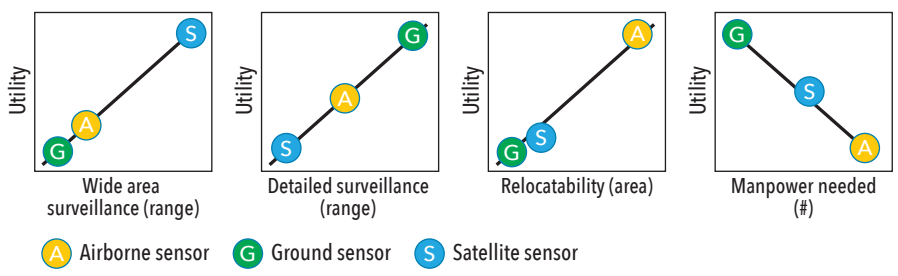 Utility
S
A
G
Wide area
surveillance (range)
Utility
G
A
S
Detailed surveillance
(range)
Utility
A
S
G
Relocatability (area)
Utility
G
S
A
Manpower needed
(#)
A Airborne sensor
G Ground sensor
S Satellite sensor